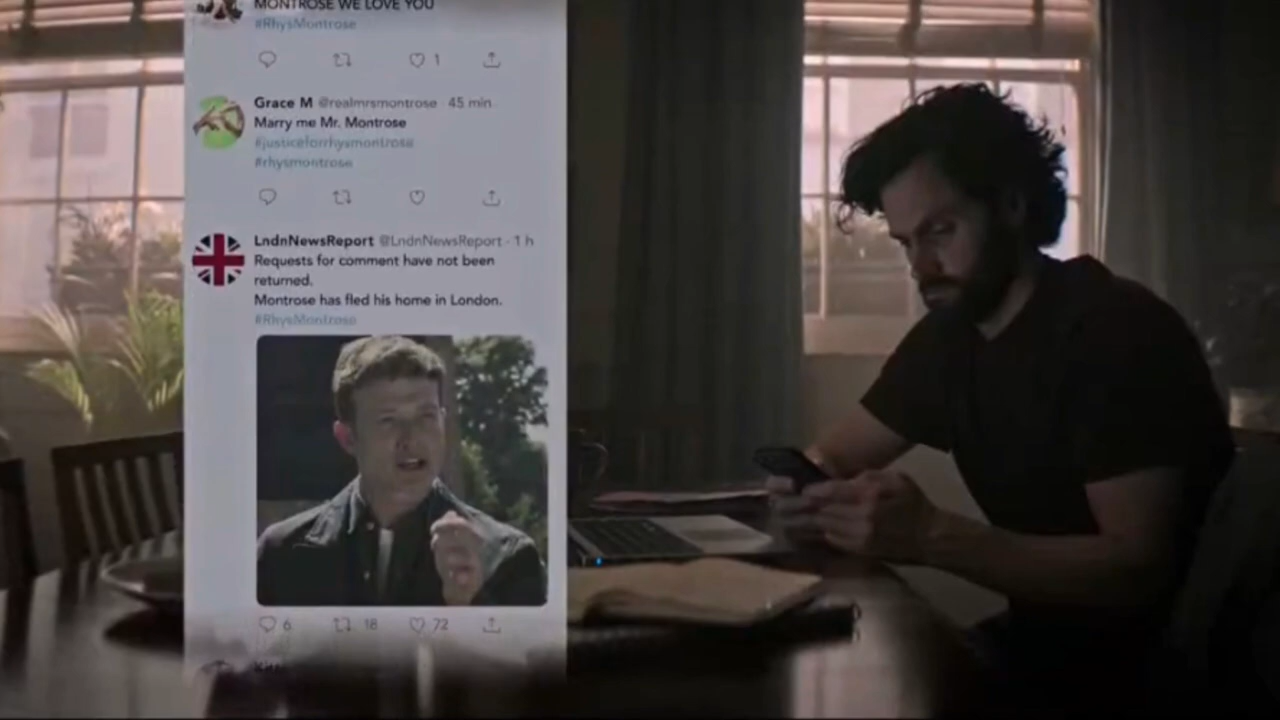 MONTROSE WE LOVE YOU
#RhysMontrose
1
Grace M @realmrsmontrose · 45 min
Marry me Mr. Montrose
#justiceforrhysmontrose
#rhysmontrose
LndnNewsReport @LndnNewsReport · 1 h
Requests for comment have not been
returned.
Montrose has fled his home in London.
#RhysMontrose
6 18 72